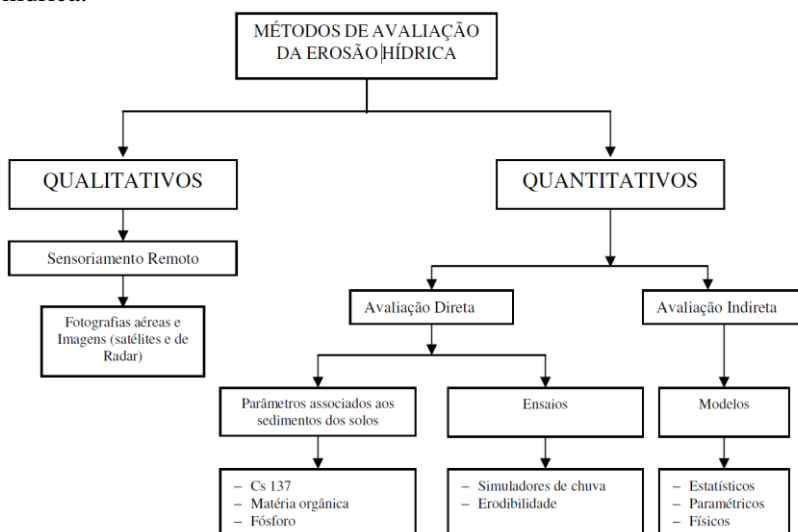 MÉTODOS DE AVALIAÇÃO
DA EROSÃO HÍDRICA
QUALITATIVOS
QUANTITATIVOS
Sensoriamento Remoto
Avaliação Direta
Avaliação Indireta
Fotografias aéreas e
Imagens (satélites e de
Radar)
Parâmetros associados aos
sedimentos dos solos
Ensaios
Modelos
– Cs 137
– Matéria orgânica
– Fósforo
– Simuladores de chuva
– Erodibilidade
– Estatísticos
– Paramétricos
– Físicos